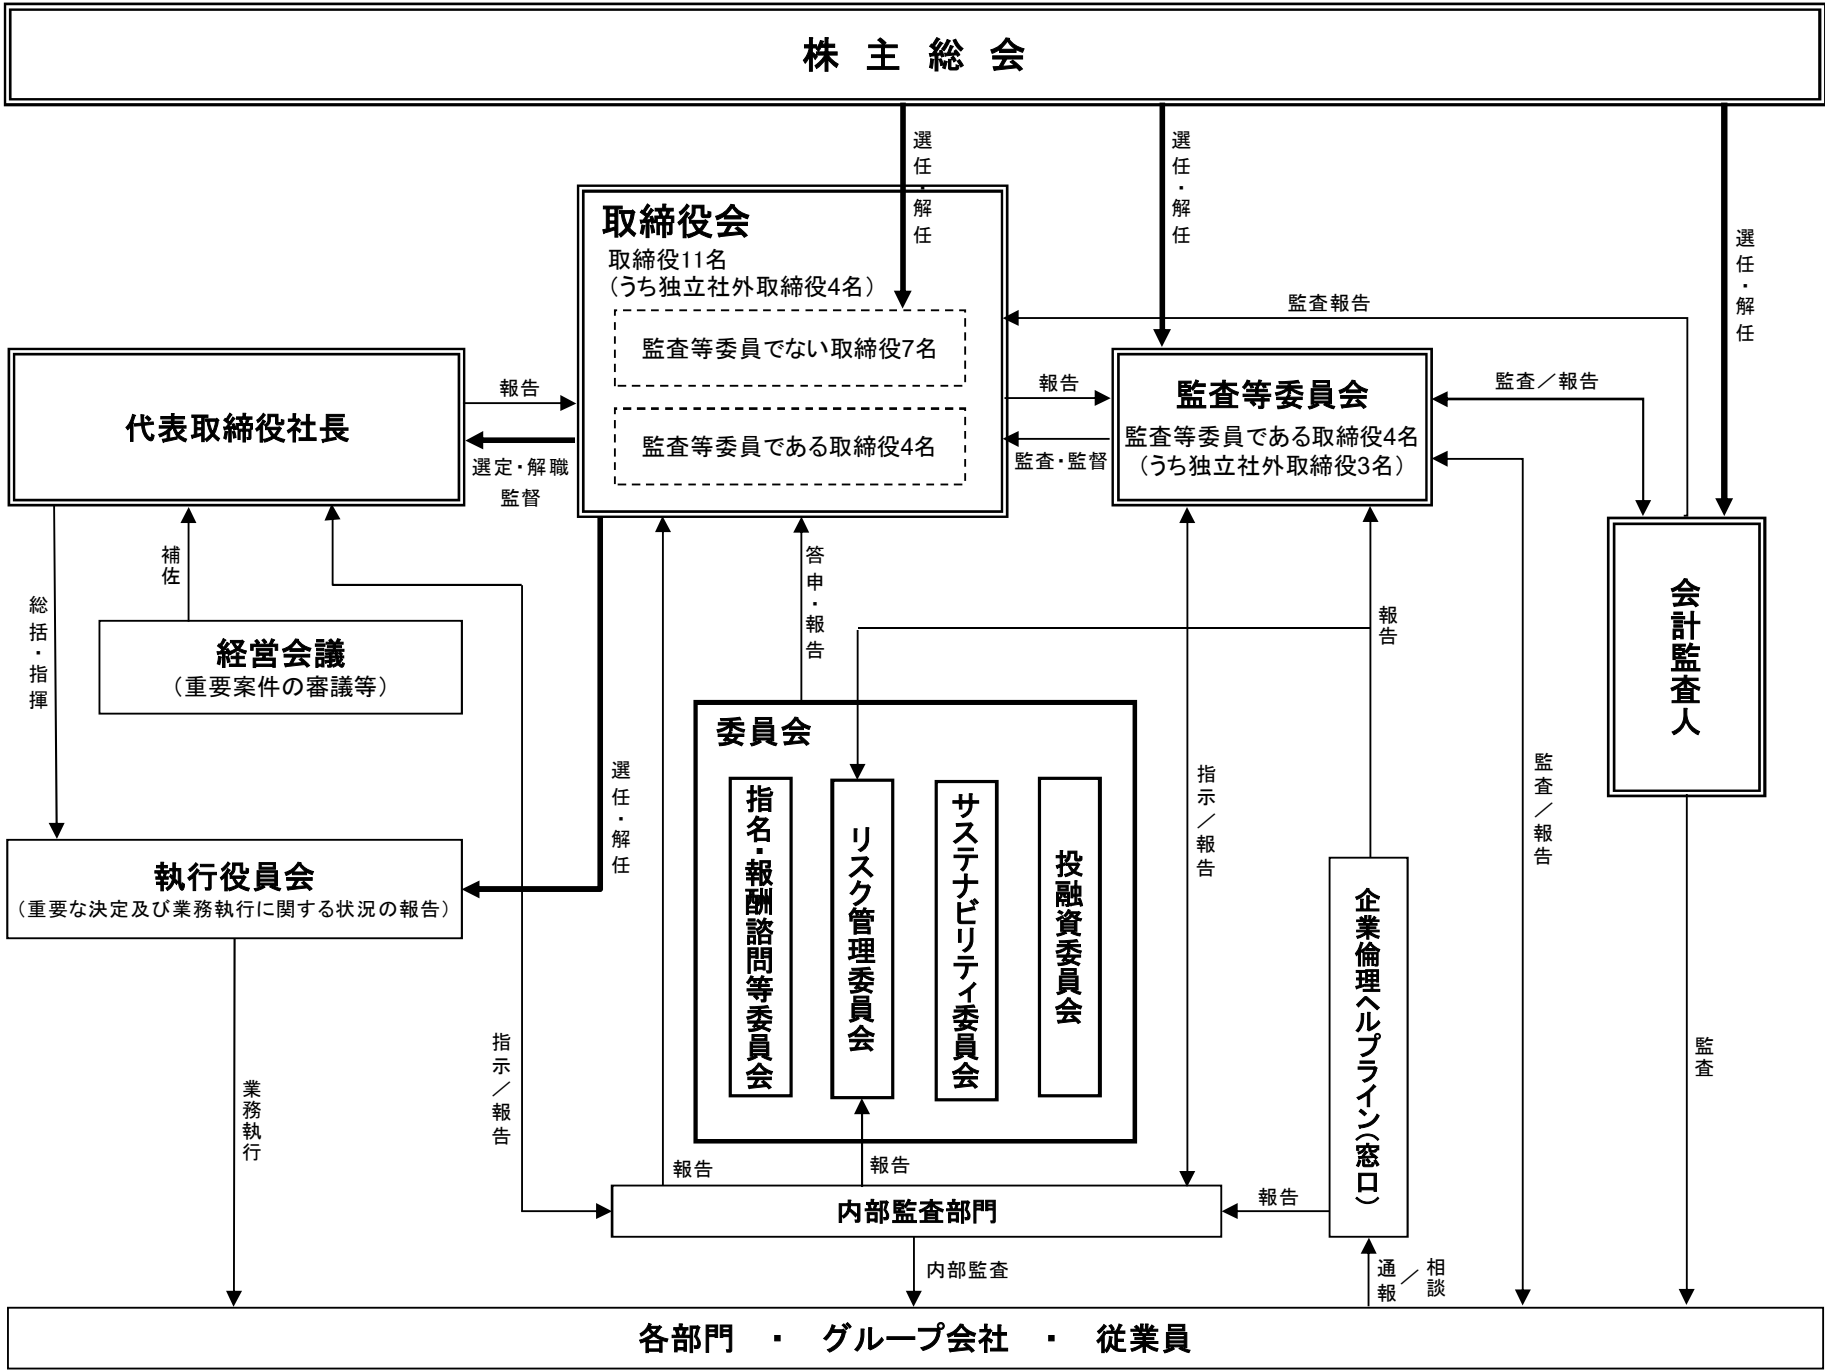 株 主 総 会
選任・解任
選任・解任
選任・解任
取締役会
取締役11名
（うち独立社外取締役4名）
監査等委員でない取締役7名
監査等委員である取締役4名
監査報告
代表取締役社長
報告
選定・解職
監督
報告
監査・監督
監査等委員会
監査等委員である取締役4名
（うち独立社外取締役3名）
監査／報告
会計監査人
補佐
総括・指揮
経営会議
（重要案件の審議等）
答申・報告
報告
選任・解任
委員会
指名・報酬諮問等委員会
リスク管理委員会
サステナビリティ委員会
投融資委員会
指示／報告
監査／報告
執行役員会
（重要な決定及び業務執行に関する状況の報告）
企業倫理ヘルプライン（窓口）
業務執行
指示／報告
監査
報告
報告
内部監査部門
報告
内部監査
通報／相談
各部門 ・ グループ会社 ・ 従業員